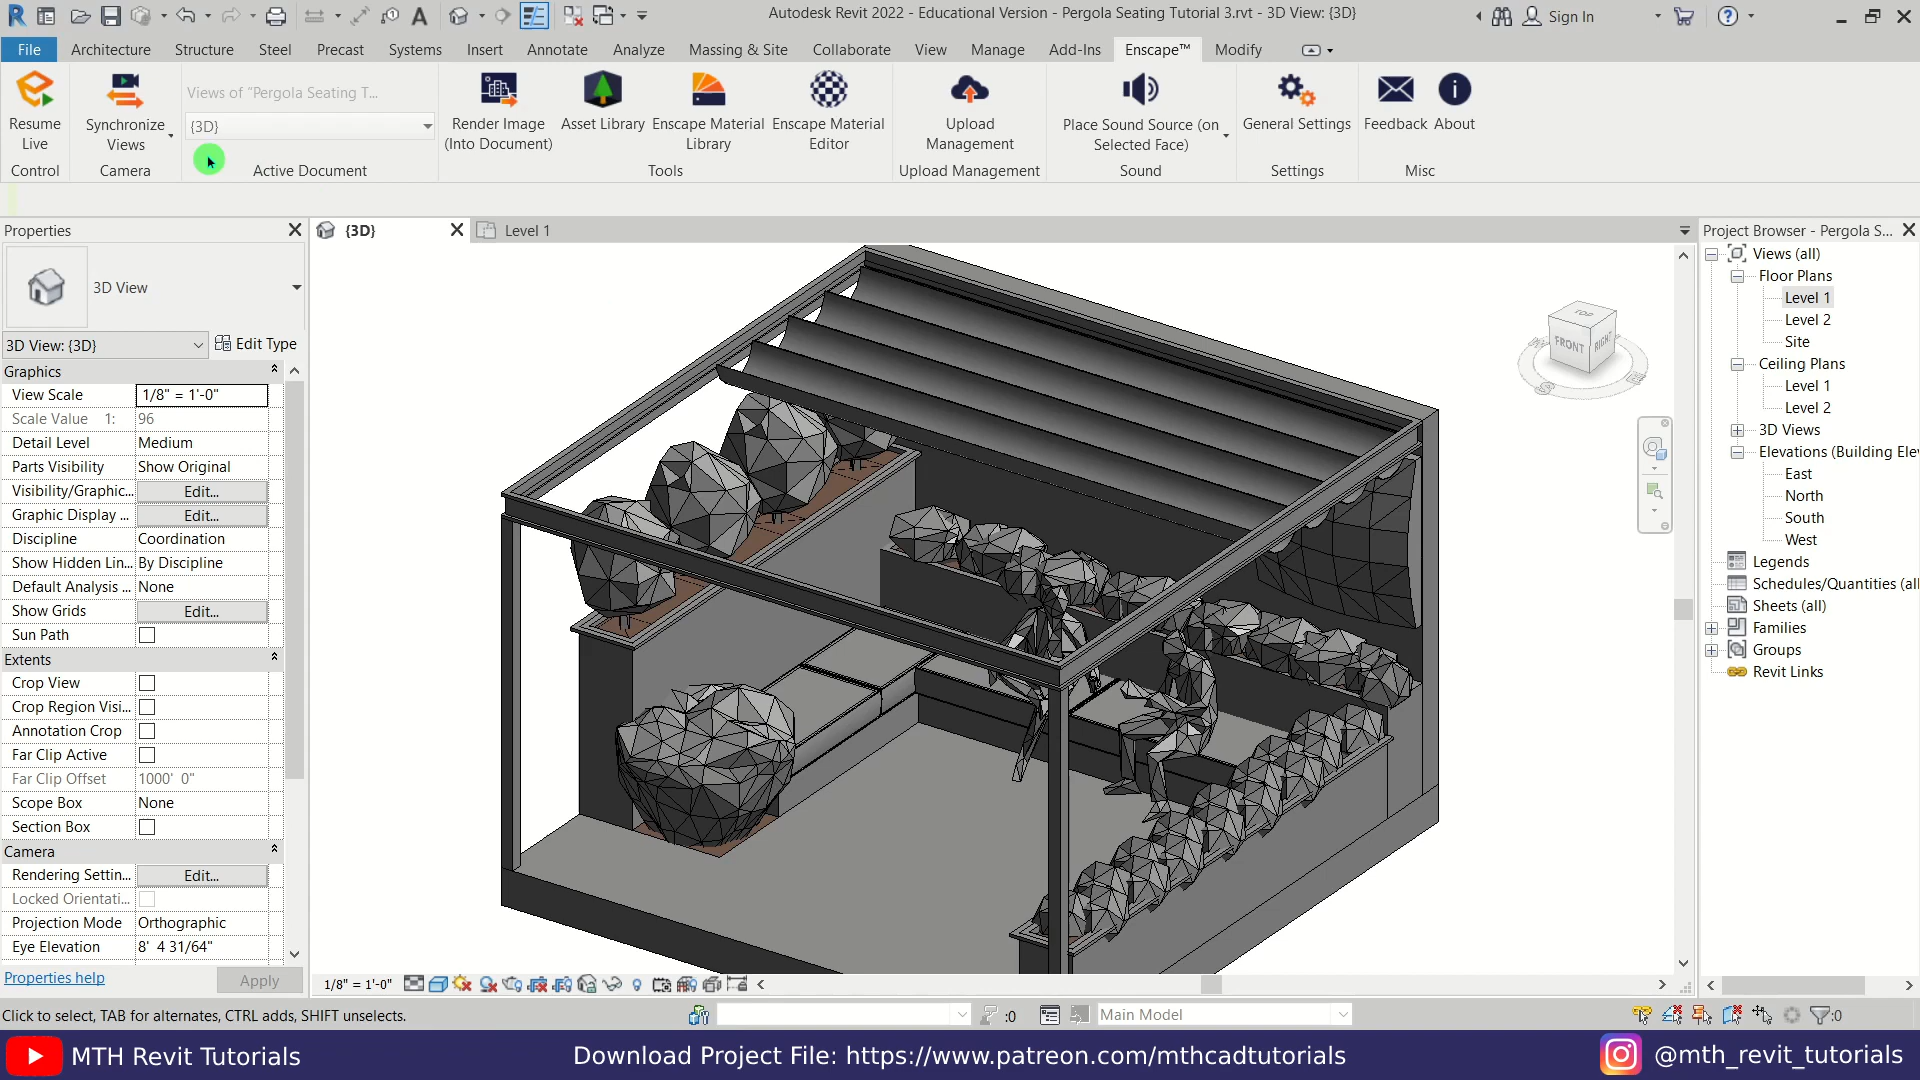 Autodesk Revit 2022 - Educational Version - Pergola Seating Tutorial 3.rvt - 3D View: {3D}
Sign In
File
Architecture
Structure
Steel
Precast
Systems
Insert
Annotate
Analyze
Massing & Site
Collaborate
View
Manage
Add-Ins
Enscape™
Modify
Resume Live
Synchronize Views
Views of "Pergola Seating T...
{3D}
Render Image (Into Document)
Asset Library
Enscape Material Library
Enscape Material Editor
Upload Management
Place Sound Source (on Selected Face)
General Settings
Feedback
About
Control
Camera
Active Document
Tools
Upload Management
Sound
Settings
Misc
Properties
3D View
3D View: {3D}
Edit Type
Graphics
View Scale 1/8" = 1'-0"
Scale Value 1: 96
Detail Level Medium
Parts Visibility Show Original
Visibility/Graphic... Edit...
Graphic Display ... Edit...
Discipline Coordination
Show Hidden Lin... By Discipline
Default Analysis ... None
Show Grids Edit...
Sun Path
Extents
Crop View
Crop Region Visi...
Annotation Crop
Far Clip Active
Far Clip Offset 1000' 0"
Scope Box None
Section Box
Camera
Rendering Settin... Edit...
Locked Orientati...
Projection Mode Orthographic
Eye Elevation 8' 4 31/64"
Properties help
Apply
{3D}
Level 1
TOP
FRONT
RIGHT
1/8" = 1'-0"
Project Browser - Pergola S...
Views (all)
Floor Plans
Level 1
Level 2
Site
Ceiling Plans
Level 1
Level 2
3D Views
Elevations (Building Ele
East
North
South
West
Legends
Schedules/Quantities (all
Sheets (all)
Families
Groups
Revit Links
Click to select, TAB for alternates, CTRL adds, SHIFT unselects.
:0
Main Model
:0
MTH Revit Tutorials
Download Project File: https://www.patreon.com/mthcadtutorials
@mth_revit_tutorials